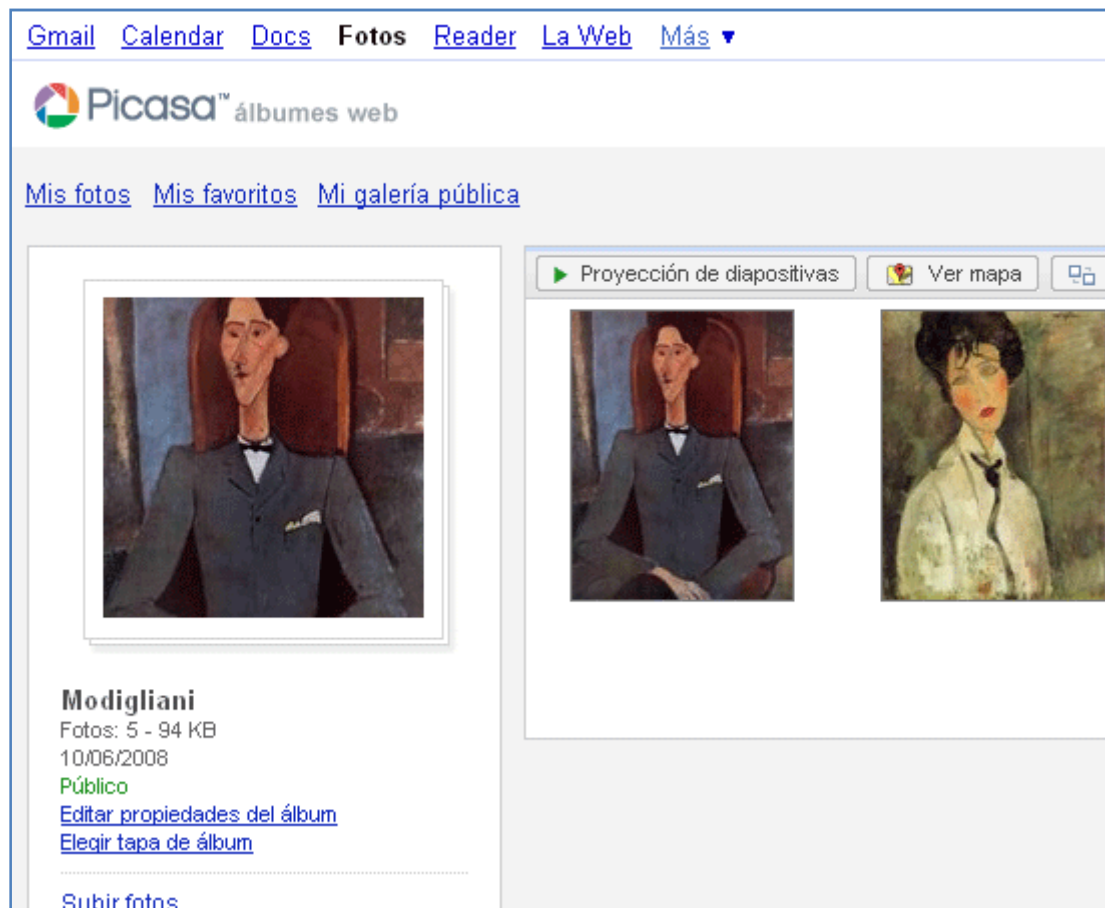 Gmail Calendar Docs Fotos Reader La Web Más ▼
Picasa™ álbumes web
Mis fotos Mis favoritos Mi galería pública
Proyección de diapositivas Ver mapa
Modigliani
Fotos: 5 - 94 KB
10/06/2008
Público
Editar propiedades del álbum
Elegir tapa de álbum
Subir fotos